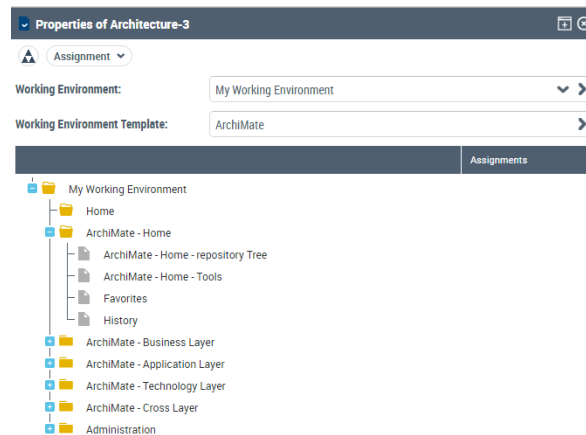 Properties of Architecture-3
Assignment
Working Environment: My Working Environment
Working Environment Template: ArchiMate
Assignments
My Working Environment
Home
ArchiMate - Home
ArchiMate - Home - repository Tree
ArchiMate - Home - Tools
Favorites
History
ArchiMate - Business Layer
ArchiMate - Application Layer
ArchiMate - Technology Layer
ArchiMate - Cross Layer
Administration